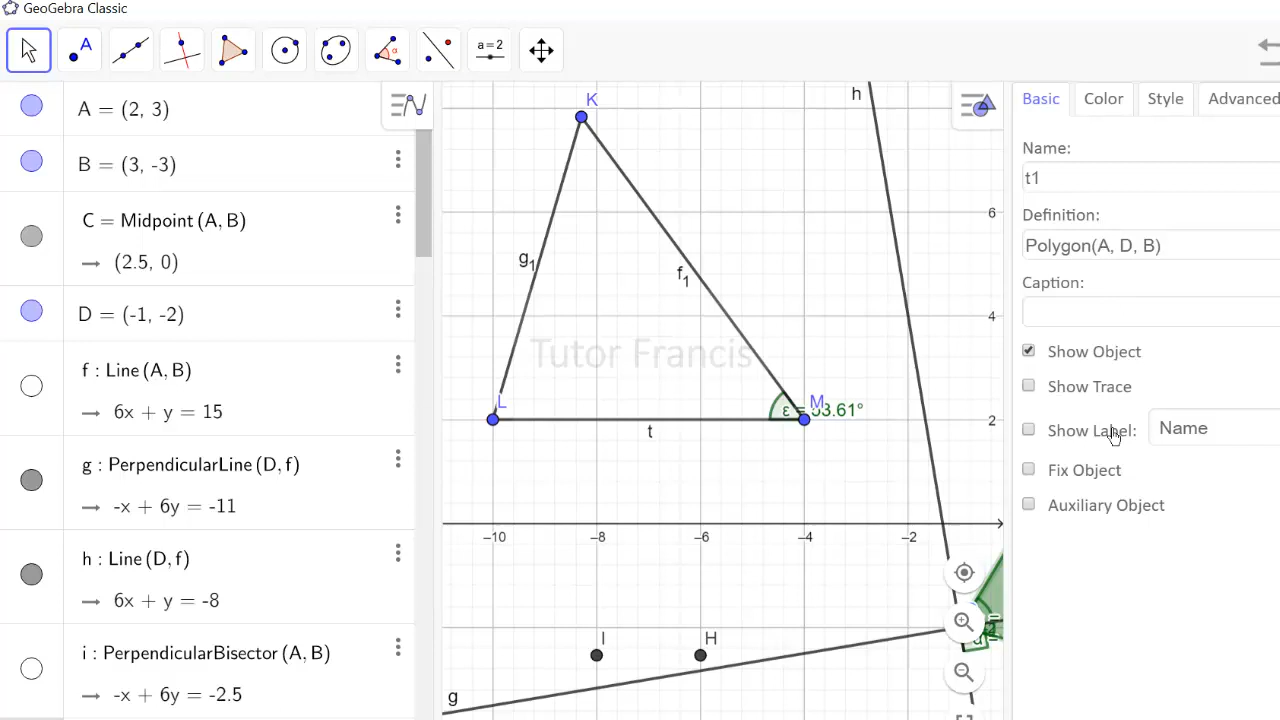 GeoGebra Classic
A
α
a=2
A = (2, 3)
B = (3, -3)
C = Midpoint (A, B)
→ (2.5, 0)
D = (-1, -2)
f : Line (A, B)
→ 6x + y = 15
g : PerpendicularLine (D, f)
→ -x + 6y = -11
h : Line (D, f)
→ 6x + y = -8
i : PerpendicularBisector (A, B)
→ -x + 6y = -2.5
K
h
6
g1
f1
4
Tutor Francis
L
M
ε = 53.61°
t
2
-10
-8
-6
-4
-2
I
H
g
Basic
Color
Style
Advanced
Name:
t1
Definition:
Polygon(A, D, B)
Caption:
Show Object
Show Trace
Show Label:
Name
Fix Object
Auxiliary Object